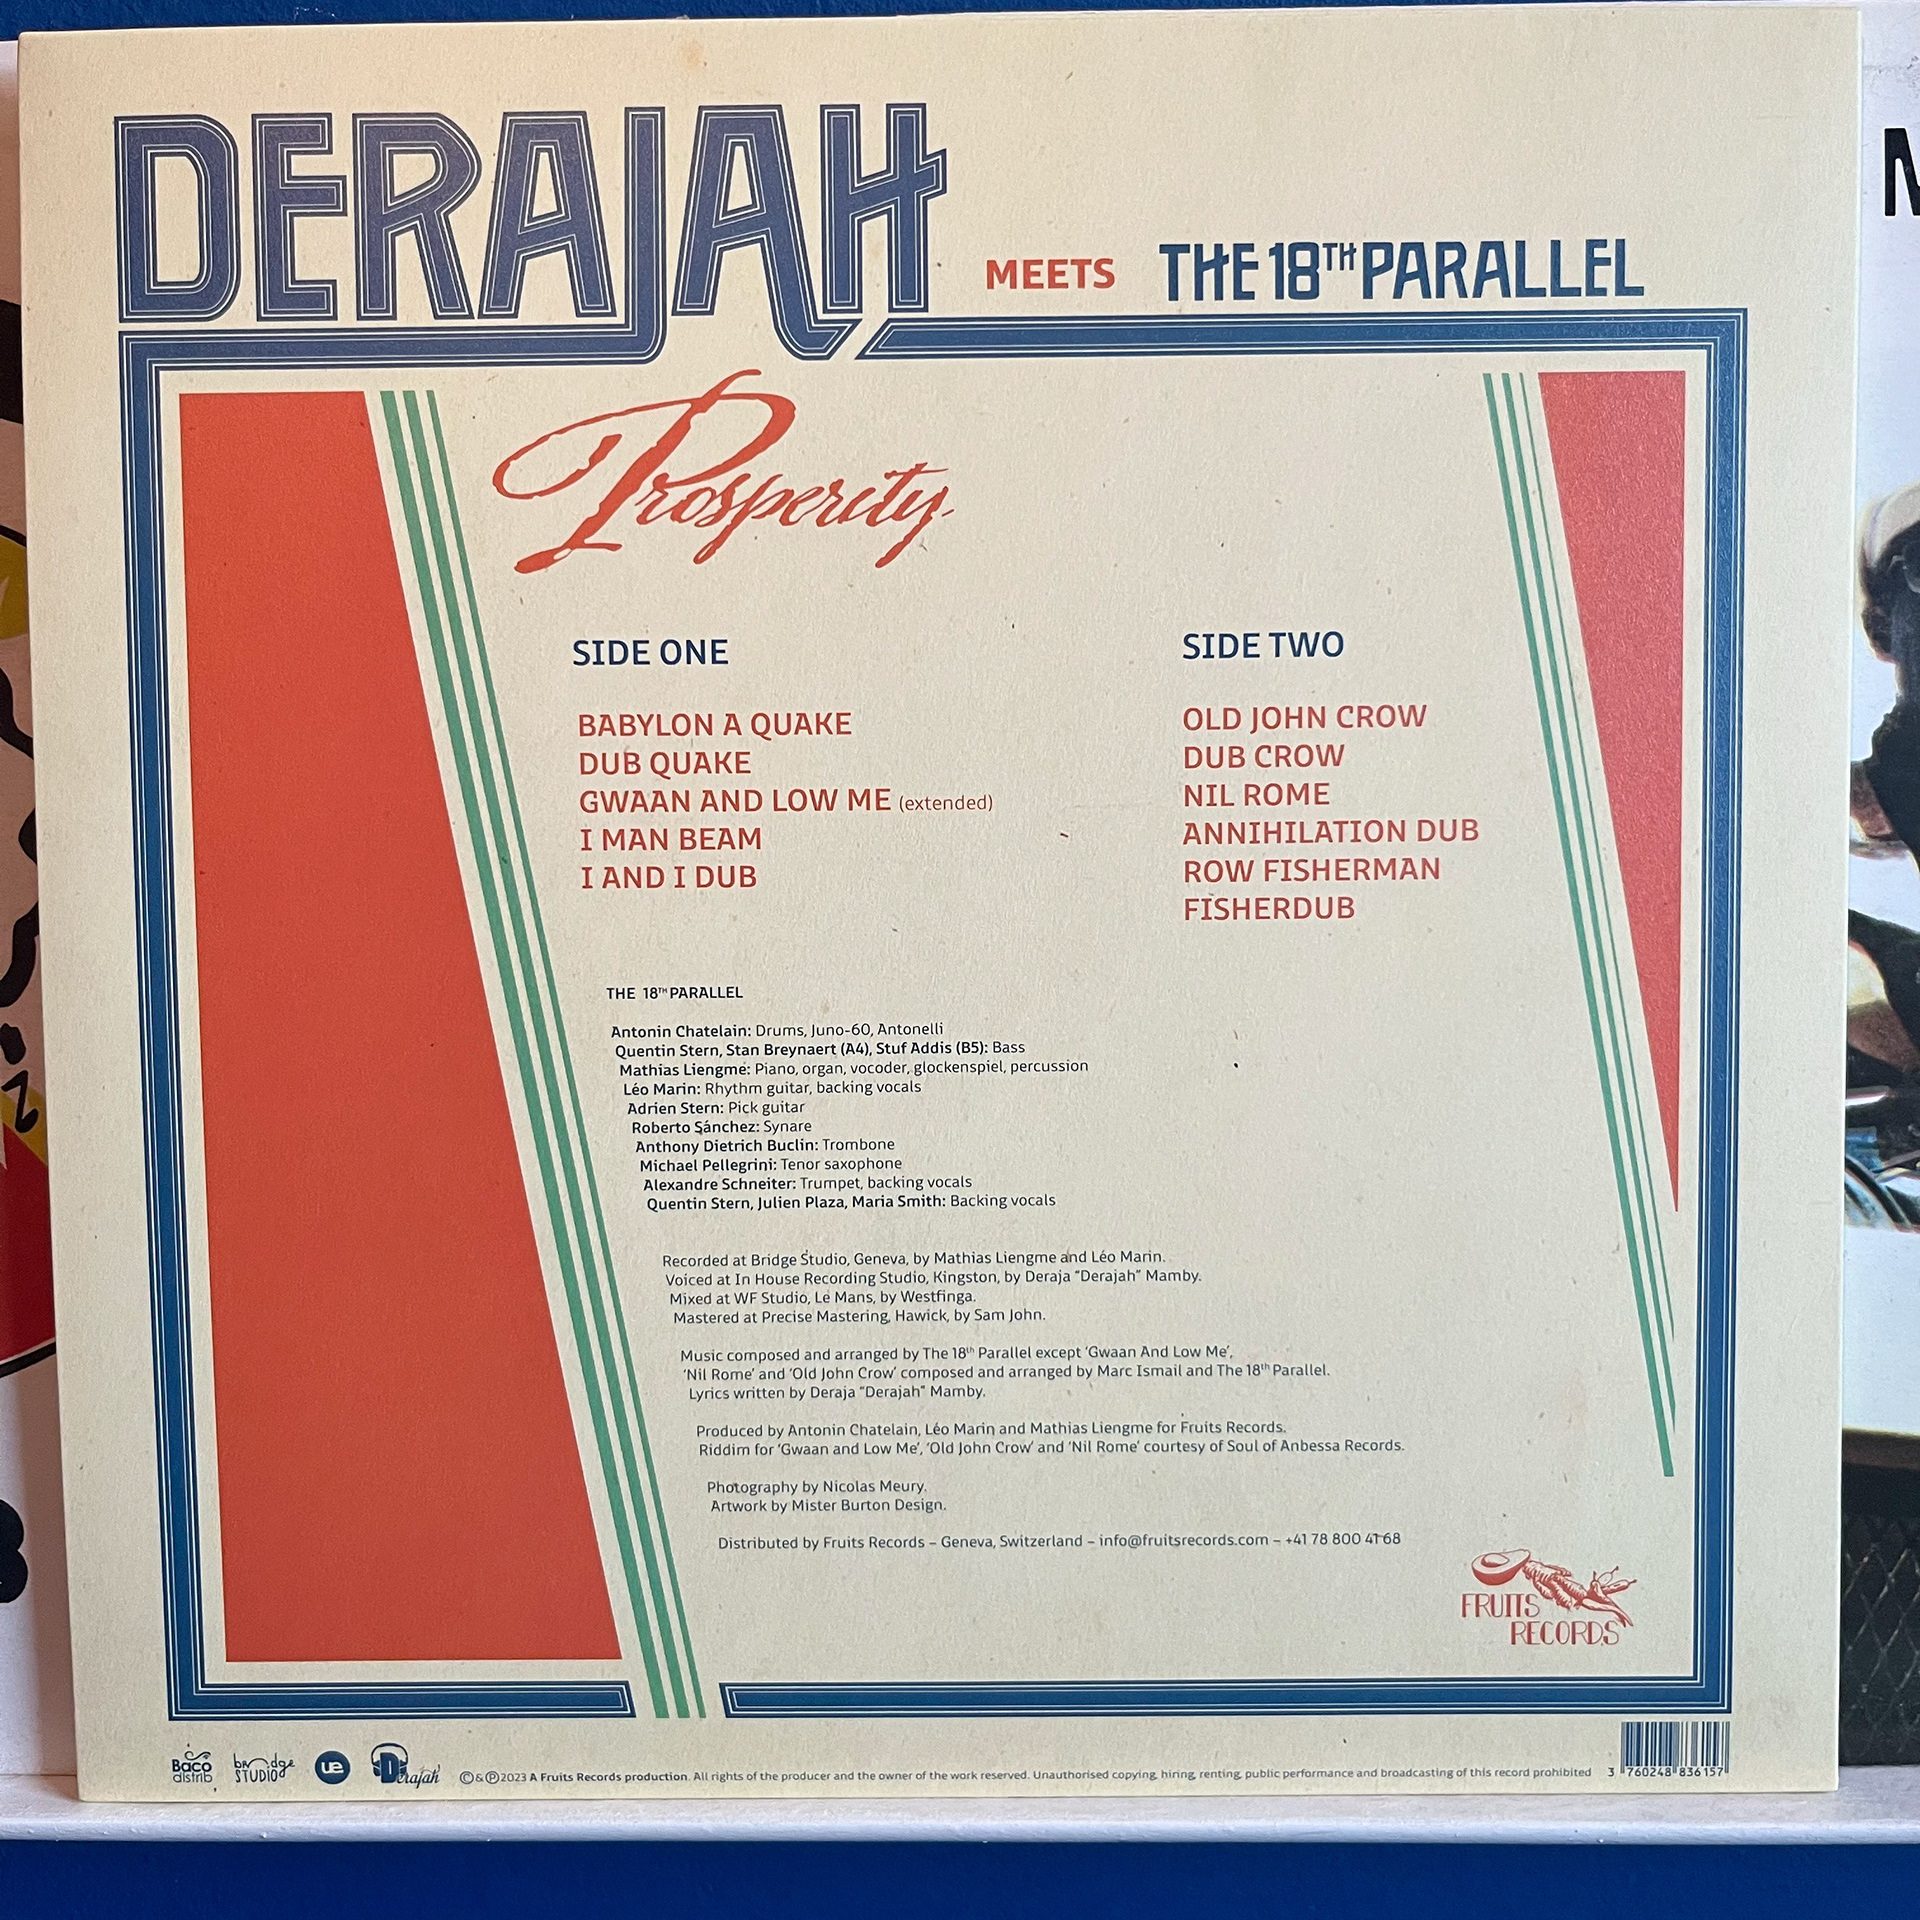 DERAJAH MEETS THE 18TH PARALLEL
Prosperity
SIDE ONE
BABYLON A QUAKE
DUB QUAKE
GWAAN AND LOW ME (extended)
I MAN BEAM
I AND I DUB
SIDE TWO
OLD JOHN CROW
DUB CROW
NIL ROME
ANNIHILATION DUB
ROW FISHERMAN
FISHERDUB
THE 18TH PARALLEL
Antonin Chatelain: Drums, Juno-60, Antonelli
Quentin Stern, Stan Breynaert (A4), Stuf Addis (B5): Bass
Mathias Liengme: Piano, organ, vocoder, glockenspiel, percussion
Léo Marin: Rhythm guitar, backing vocals
Adrien Stern: Pick guitar
Roberto Sánchez: Synare
Anthony Dietrich Buclin: Trombone
Michael Pellegrini: Tenor saxophone
Alexandre Schneiter: Trumpet, backing vocals
Quentin Stern, Julien Plaza, Maria Smith: Backing vocals
Recorded at Bridge Studio, Geneva, by Mathias Liengme and Léo Marin.
Voiced at In House Recording Studio, Kingston, by Deraja “Derajah” Mamby.
Mixed at WF Studio, Le Mans, by Westfinga.
Mastered at Precise Mastering, Hawick, by Sam John.
Music composed and arranged by The 18th Parallel except ‘Gwaan And Low Me’,
‘Nil Rome’ and ‘Old John Crow’ composed and arranged by Marc Ismail and The 18th Parallel.
Lyrics written by Deraja “Derajah” Mamby.
Produced by Antonin Chatelain, Léo Marin and Mathias Liengme for Fruits Records.
Riddim for ‘Gwaan and Low Me’, ‘Old John Crow’ and ‘Nil Rome’ courtesy of Soul of Anbessa Records.
Photography by Nicolas Meury.
Artwork by Mister Burton Design.
Distributed by Fruits Records – Geneva, Switzerland – info@fruitsrecords.com – +41 78 800 41 68
FRUITS
RECORDS
Baco
distrib
bridge
STUDIO
ue
Derajah
©&℗2023 A Fruits Records production. All rights of the producer and the owner of the work reserved. Unauthorised copying, hiring, renting, public performance and broadcasting of this record prohibited
3 760248 836157